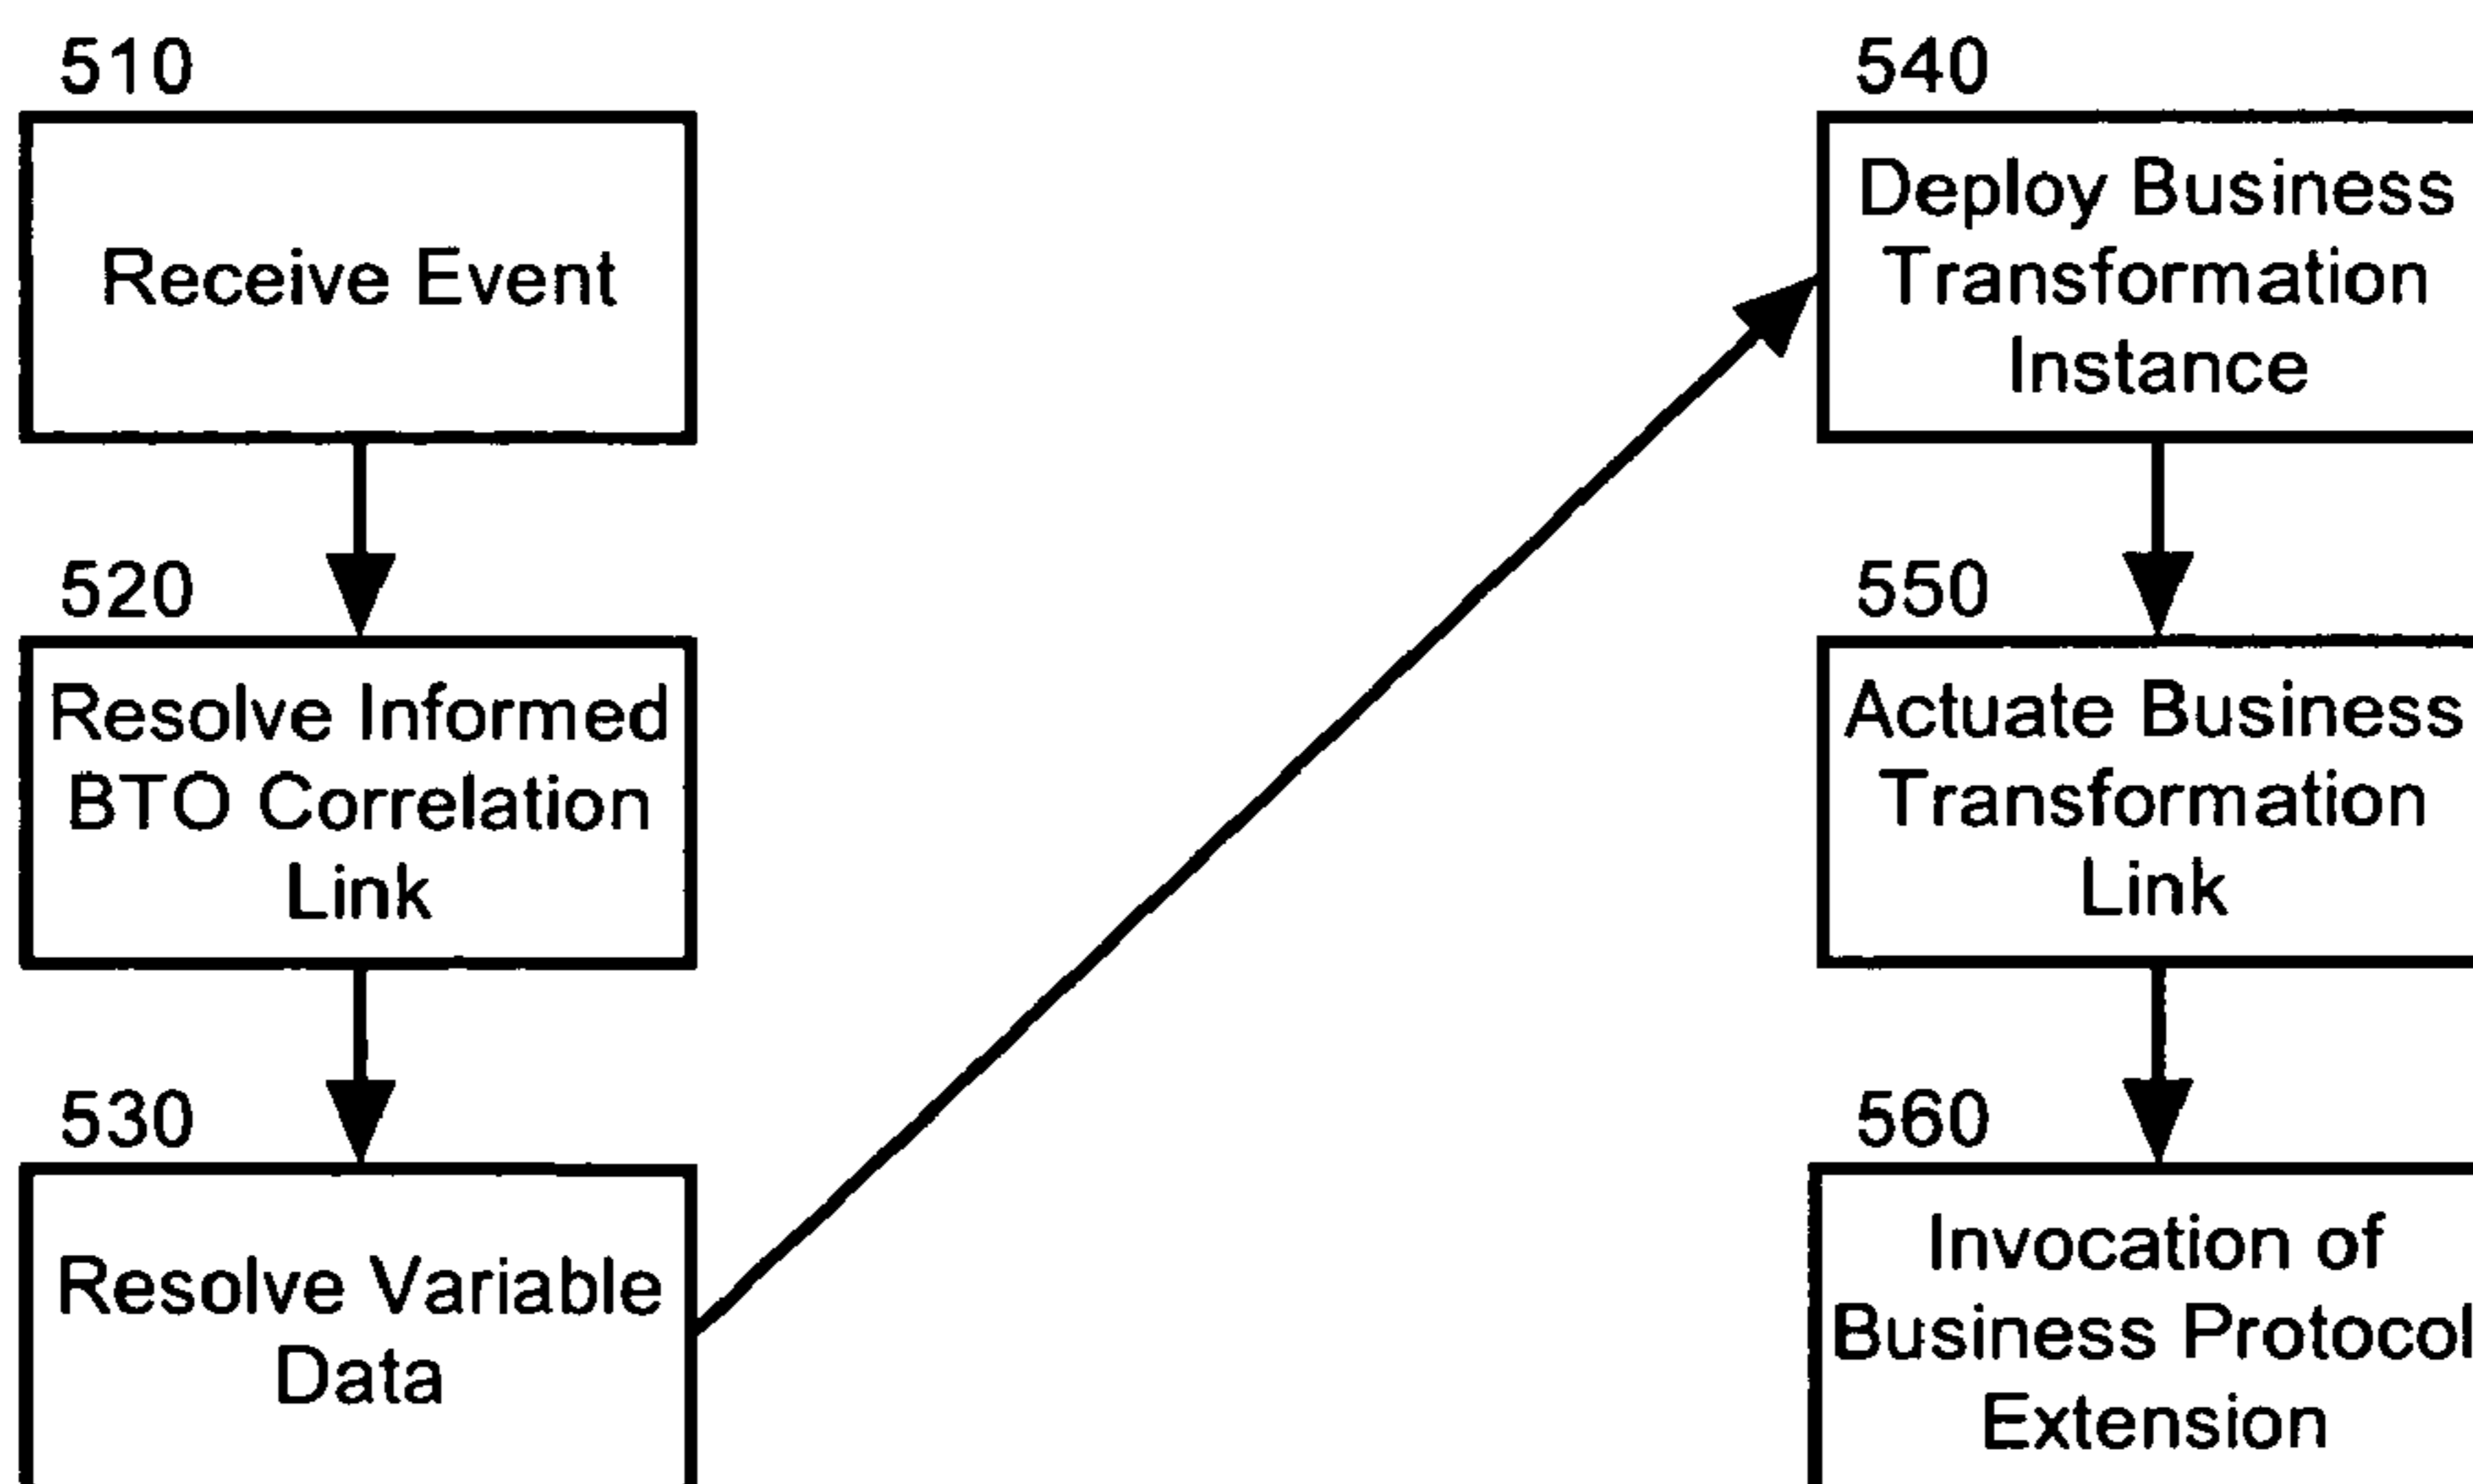 510
Receive Event
520
Resolve Informed
BTO Correlation
Link
530
Resolve Variable
Data
540
Deploy Business
Transformation
Instance
550
Actuate Business
Transformation
Link
560
Invocation of
Business Protocol
Extension